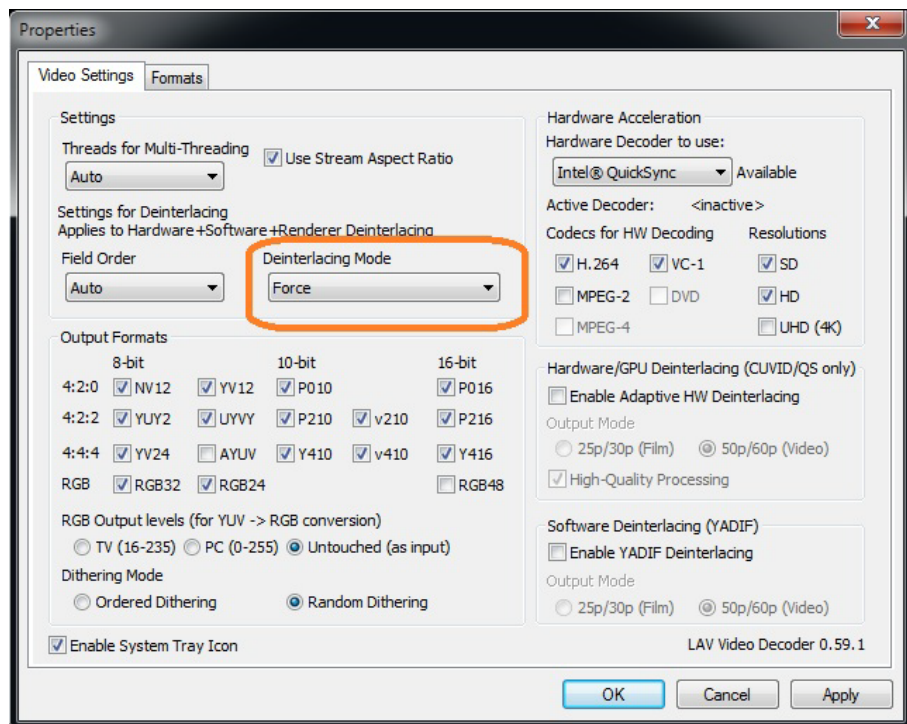 Properties
Video Settings
Formats
Settings
Threads for Multi-Threading
Auto
Use Stream Aspect Ratio
Settings for Deinterlacing
Applies to Hardware+Software+Renderer Deinterlacing
Field Order
Auto
Deinterlacing Mode
Force
Output Formats
8-bit 10-bit 16-bit
4:2:0 NV12 YV12 P010 P016
4:2:2 YUY2 UYVY P210 v210 P216
4:4:4 YV24 AYUV Y410 v410 Y416
RGB RGB32 RGB24 RGB48
RGB Output levels (for YUV -> RGB conversion)
TV (16-235) PC (0-255) Untouched (as input)
Dithering Mode
Ordered Dithering Random Dithering
Enable System Tray Icon
Hardware Acceleration
Hardware Decoder to use:
Intel® QuickSync Available
Active Decoder: <inactive>
Codecs for HW Decoding Resolutions
H.264 VC-1 SD
MPEG-2 DVD HD
MPEG-4 UHD (4K)
Hardware/GPU Deinterlacing (CUVID/QS only)
Enable Adaptive HW Deinterlacing
Output Mode
25p/30p (Film) 50p/60p (Video)
High-Quality Processing
Software Deinterlacing (YADIF)
Enable YADIF Deinterlacing
Output Mode
25p/30p (Film) 50p/60p (Video)
LAV Video Decoder 0.59.1
OK Cancel Apply